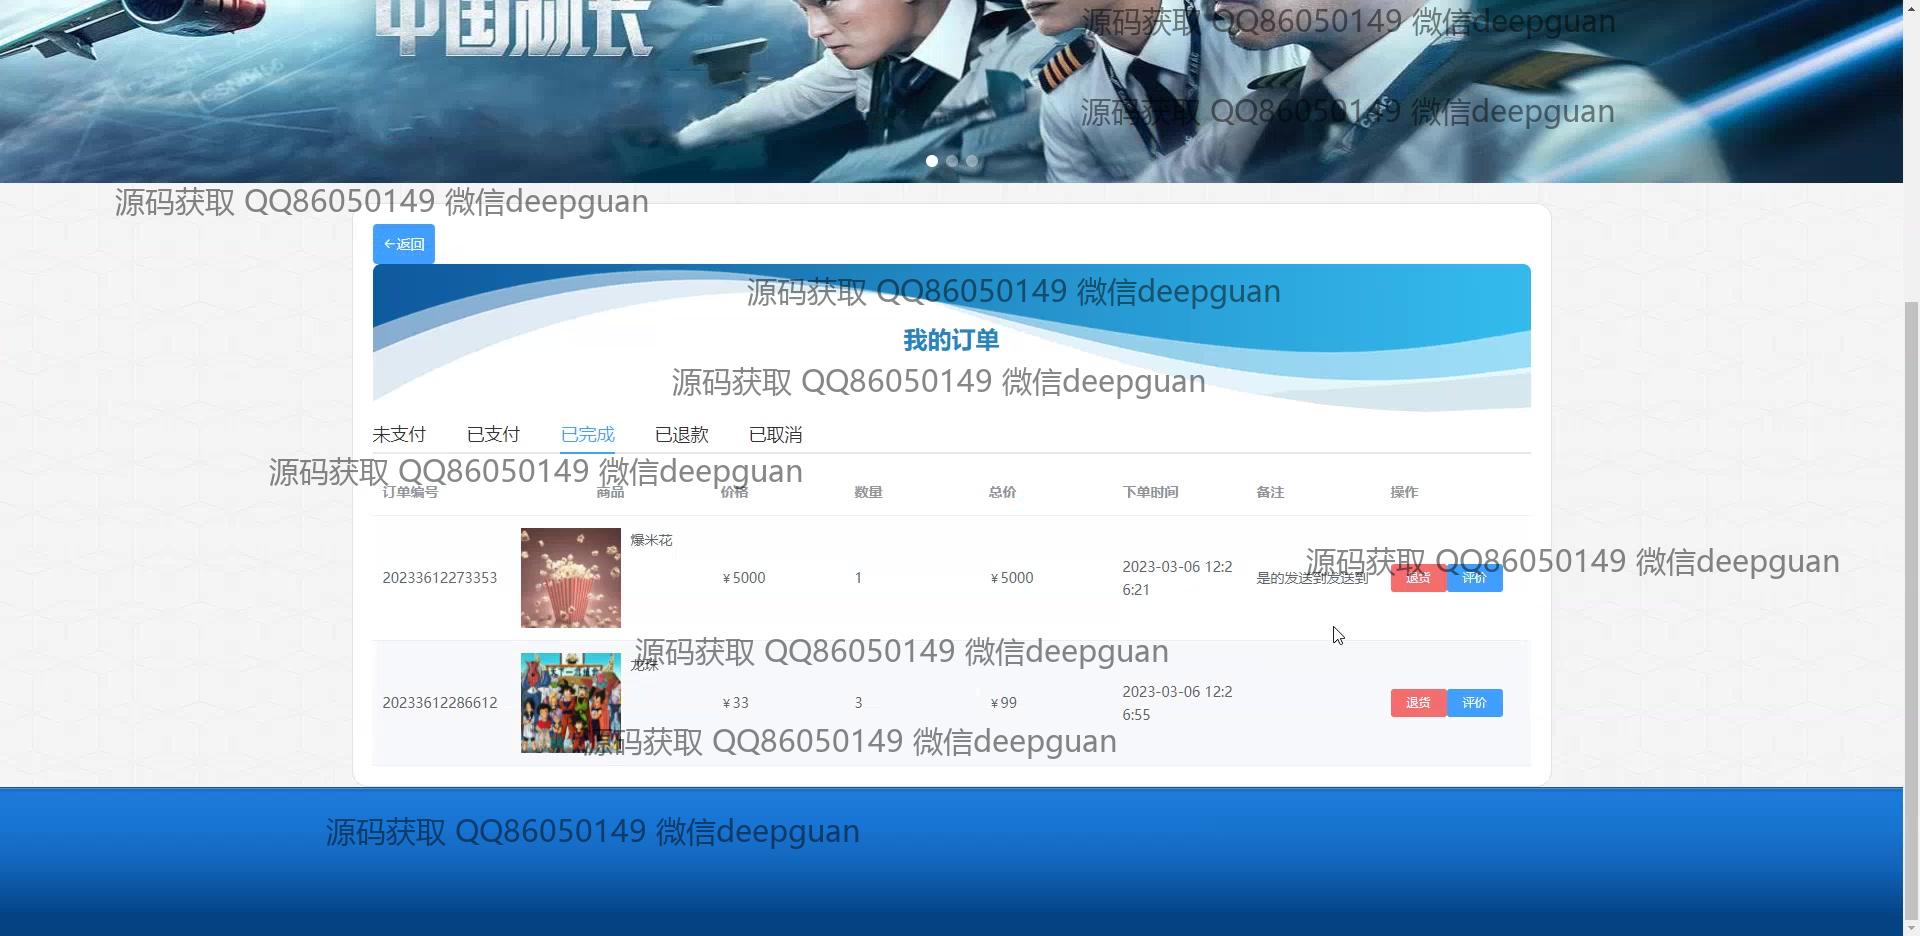 中国机长
源码获取 QQ86050149 微信deepguan
源码获取 QQ86050149 微信deepguan
源码获取 QQ86050149 微信deepguan
←返回
源码获取 QQ86050149 微信deepguan
我的订单
源码获取 QQ86050149 微信deepguan
未支付 已支付 已完成 已退款 已取消
源码获取 QQ86050149 微信deepguan
订单编号 商品 价格 数量 总价 下单时间 备注 操作
爆米花
源码获取 QQ86050149 微信deepguan
20233612273353 ￥5000 1 ￥5000 2023-03-06 12:2
6:21 是的发送到发送到 退货 评价
源码获取 QQ86050149 微信deepguan
龙珠
20233612286612 ￥33 3 ￥99 2023-03-06 12:2
6:55 退货 评价
源码获取 QQ86050149 微信deepguan
源码获取 QQ86050149 微信deepguan